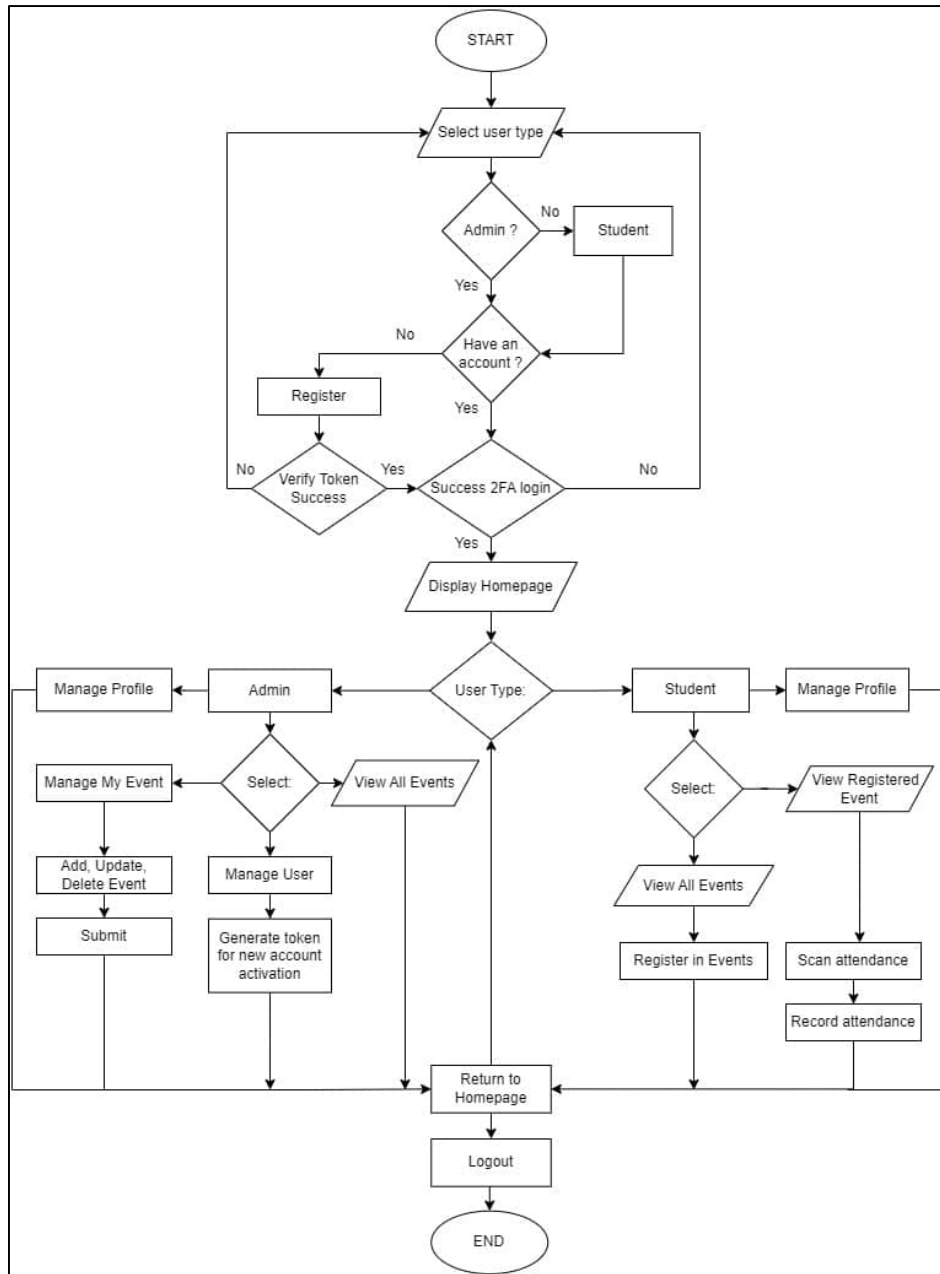 START
Select user type
Admin ?
No
Student
Yes
No
Have an
account ?
Register
Yes
No
Verify Token
Success
Yes
Success 2FA login
No
Yes
Display Homepage
Manage Profile
Admin
User Type:
Student
Manage Profile
Manage My Event
Select:
View All Events
Select:
View Registered
Event
Add, Update,
Delete Event
Manage User
View All Events
Submit
Generate token
for new account
activation
Register in Events
Scan attendance
Record attendance
Return to
Homepage
Logout
END